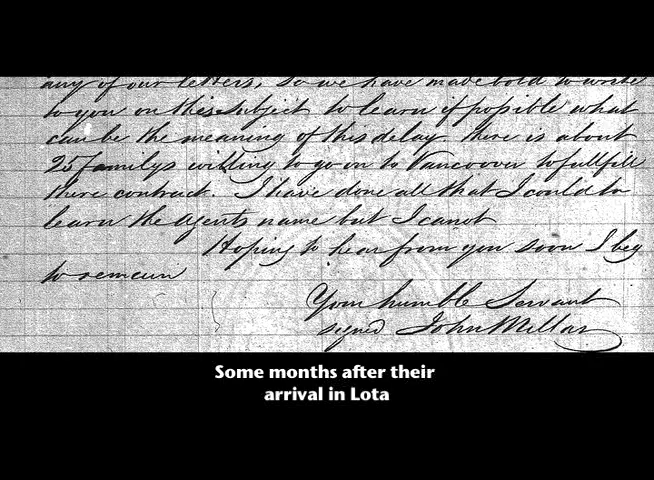 any of our letters, so we have made bold to write
to you on this subject to learn if possible what
can be the meaning of this delay there is about
25 familys willing to go on to Vancoover to fullfill
there contract. I have done all that I could to
learn the agents name but I canot
Hoping to hear from you soon I beg
to remain
Your humble Servant
signed John Millar
Some months after their
arrival in Lota